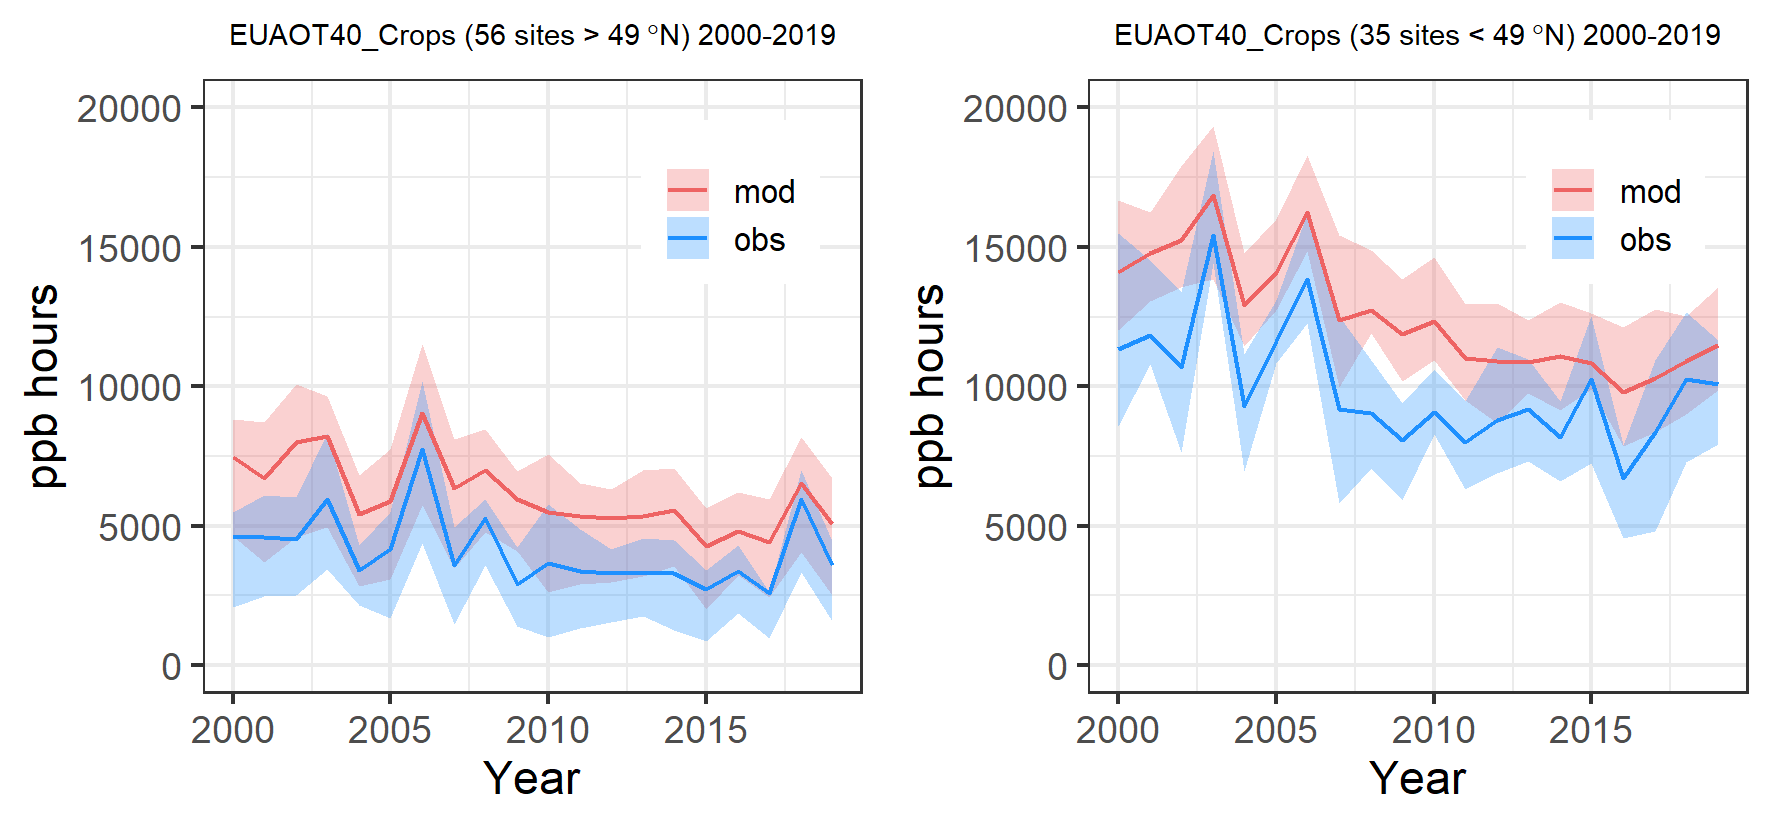 EUAOT40_Crops (56 sites > 49 °N) 2000-2019
20000
15000
10000
5000
0
ppb hours
mod
obs
2000 2005 2010 2015
Year
EUAOT40_Crops (35 sites < 49 °N) 2000-2019
20000
15000
10000
5000
0
ppb hours
mod
obs
2000 2005 2010 2015
Year